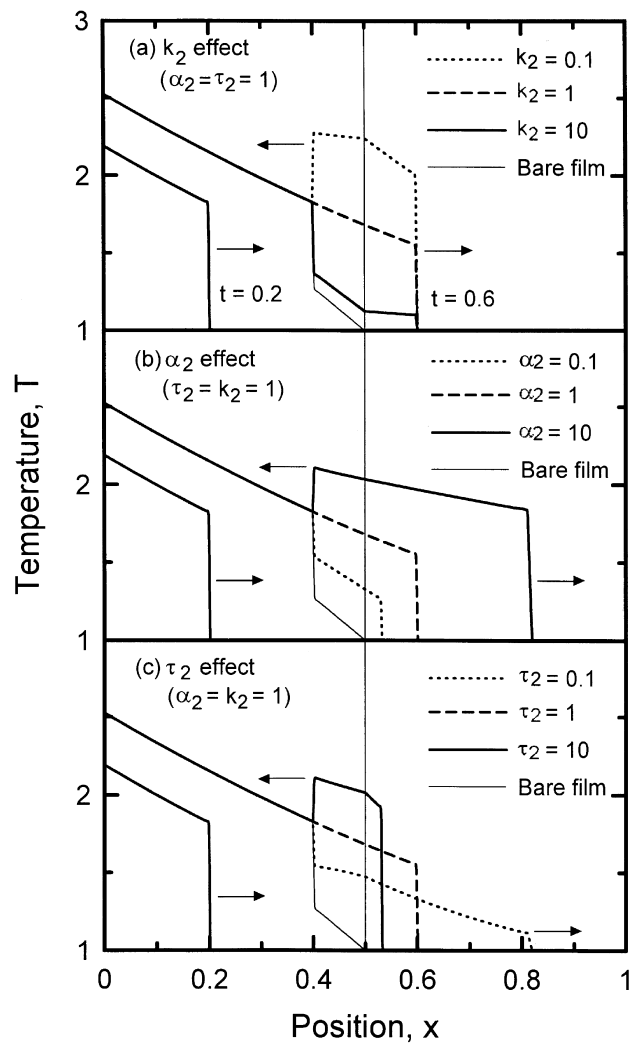 3
(a) k₂ effect
(α₂ = τ₂ = 1)
k₂ = 0.1
k₂ = 1
k₂ = 10
Bare film
2
t = 0.2
t = 0.6
1
(b) α₂ effect
(τ₂ = k₂ = 1)
α₂ = 0.1
α₂ = 1
α₂ = 10
Bare film
2
1
(c) τ₂ effect
(α₂ = k₂ = 1)
τ₂ = 0.1
τ₂ = 1
τ₂ = 10
Bare film
2
1
Temperature, T
0 0.2 0.4 0.6 0.8 1
Position, x